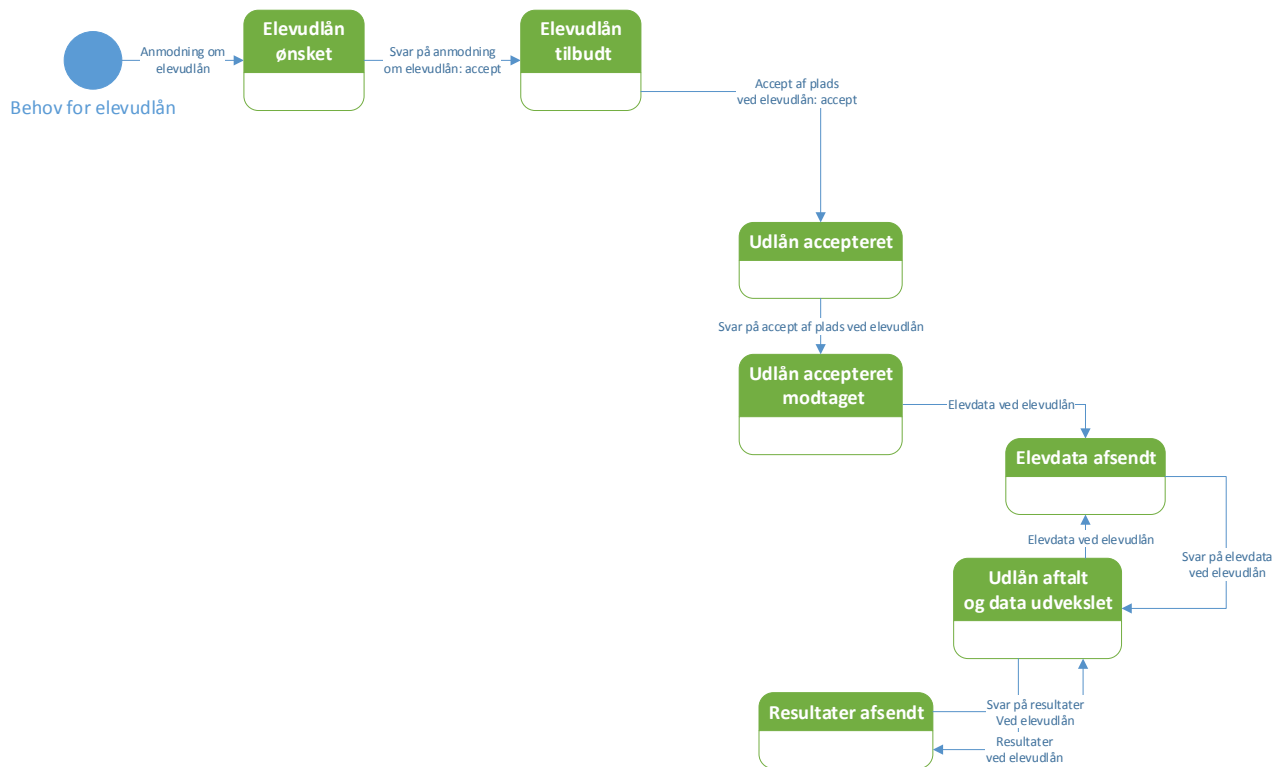 Elevudlån
ønsket
Elevudlån
tilbudt
Anmodning om
elevudlån
Svar på anmodning
om elevudlån: accept
Behov for elevudlån
Accept af plads
ved elevudlån: accept
Udlån accepteret
Svar på accept af plads ved elevudlån
Udlån accepteret
modtaget
Elevdata ved elevudlån
Elevdata afsendt
Elevdata ved elevudlån
Svar på elevdata
ved elevudlån
Udlån aftalt
og data udvekslet
Resultater afsendt
Svar på resultater
Ved elevudlån
Resultater
ved elevudlån